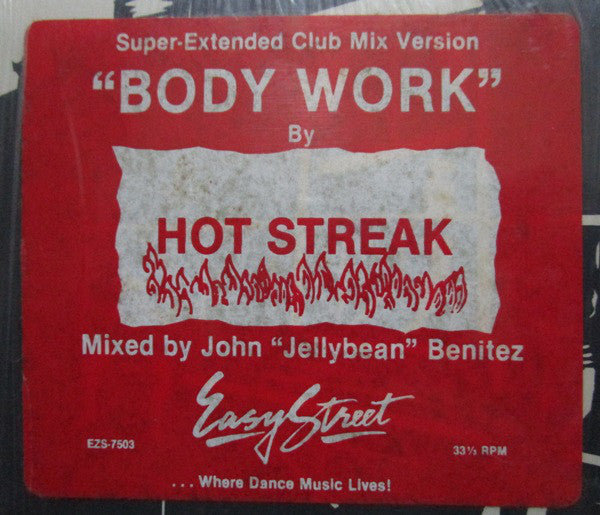 Super-Extended Club Mix Version
“BODY WORK”
By
HOT STREAK
Mixed by John “Jellybean” Benitez
EasyStreet
EZS-7503
33⅓ RPM
...Where Dance Music Lives!